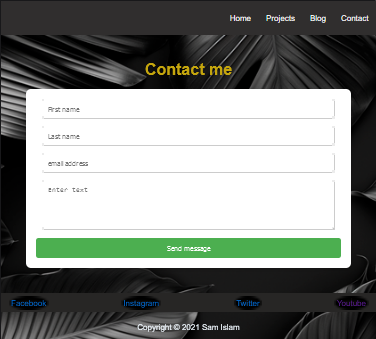 Home Projects Blog Contact
Contact me
First name
Last name
email address
Enter text
Send message
Facebook Instagram Twitter Youtube
Copyright © 2021 Sam Islam